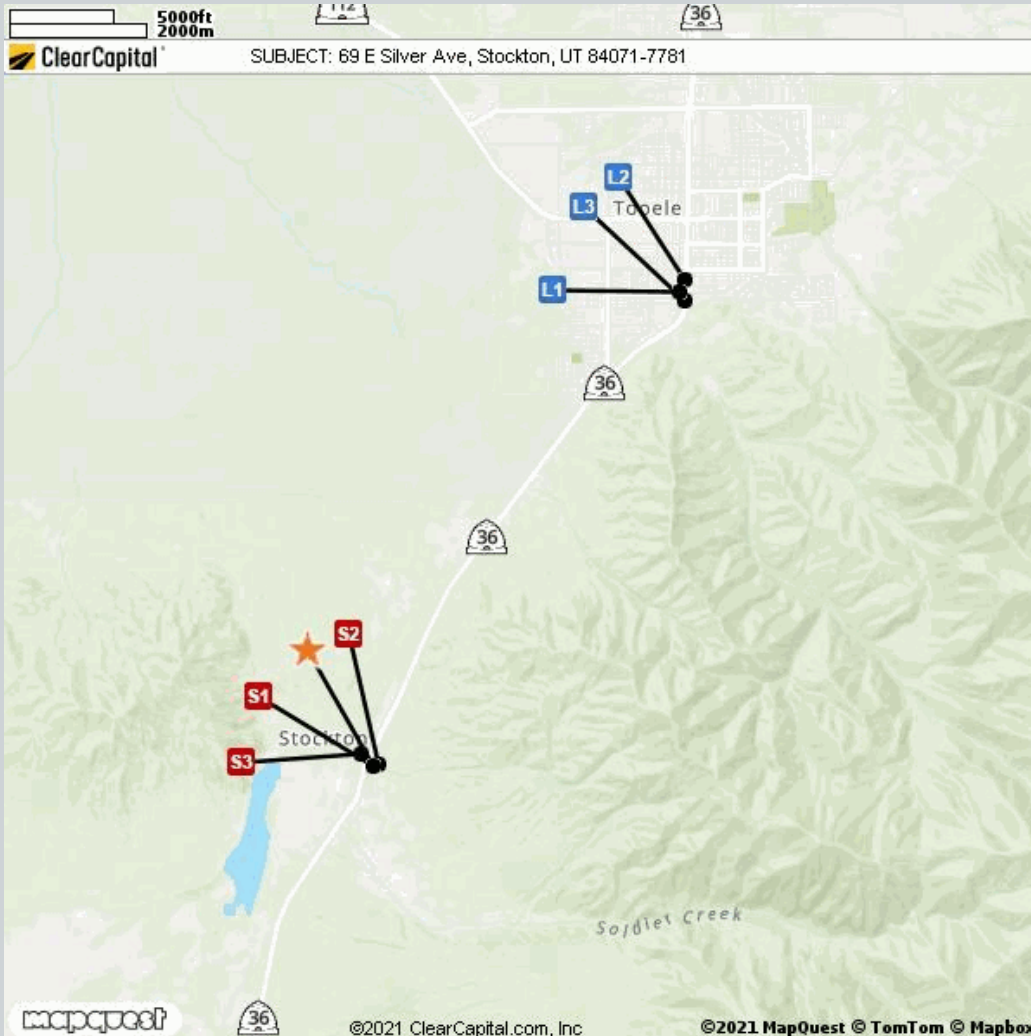 5000ft
2000m
112
36
ClearCapital
SUBJECT: 69 E Silver Ave, Stockton, UT 84071-7781
L2
L3
Tooele
L1
36
36
S2
S1
Stockton
S3
Soldier Creek
mapquest
36
©2021 ClearCapital.com, Inc
©2021 MapQuest © TomTom © Mapbox